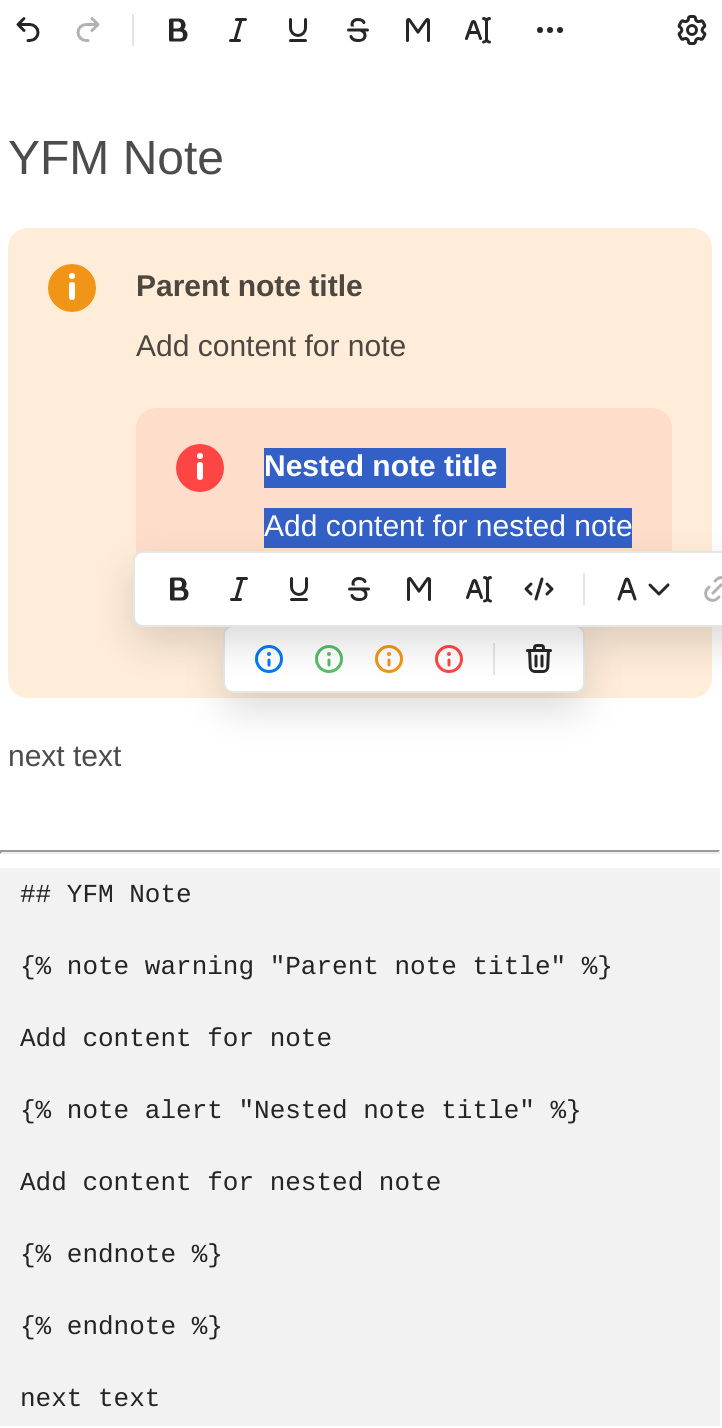 B I U S M AI
YFM Note
Parent note title
Add content for note
Nested note title
Add content for nested note
B I U S M AI </> A
next text
## YFM Note
{% note warning "Parent note title" %}
Add content for note
{% note alert "Nested note title" %}
Add content for nested note
{% endnote %}
{% endnote %}
next text